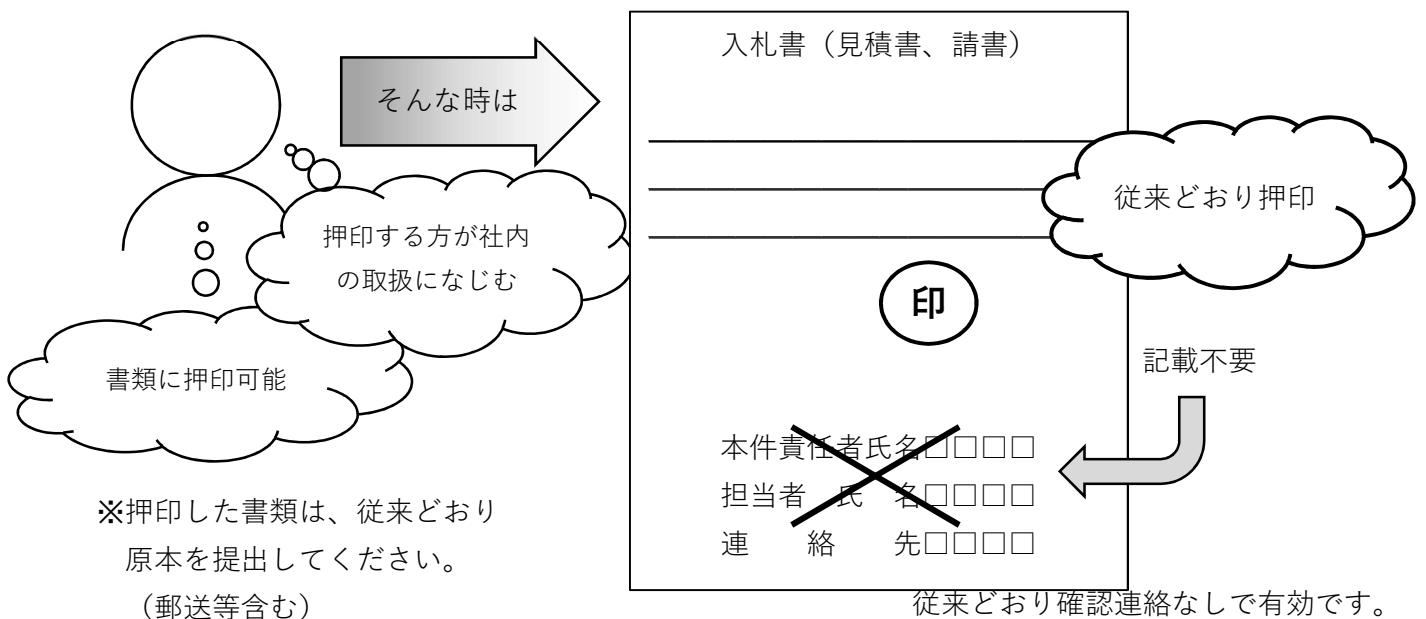 そんな時は
押印する方が社内
の取扱になじむ
書類に押印可能
※押印した書類は、従来どおり
原本を提出してください。
（郵送等含む）
入札書（見積書、請書）
従来どおり押印
印
記載不要
本件責任者氏名□□□□
担当者　氏　名□□□□
連　　絡　　先□□□□
従来どおり確認連絡なしで有効です。